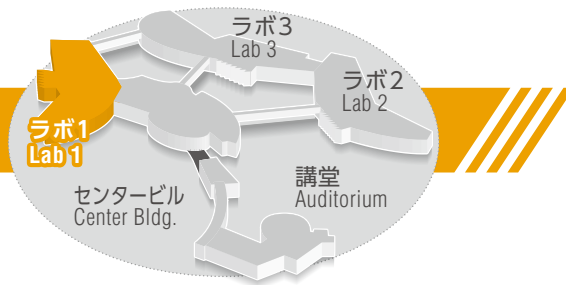 ラボ3
Lab 3
ラボ2
Lab 2
ラボ1
Lab 1
センタービル
Center Bldg.
講堂
Auditorium